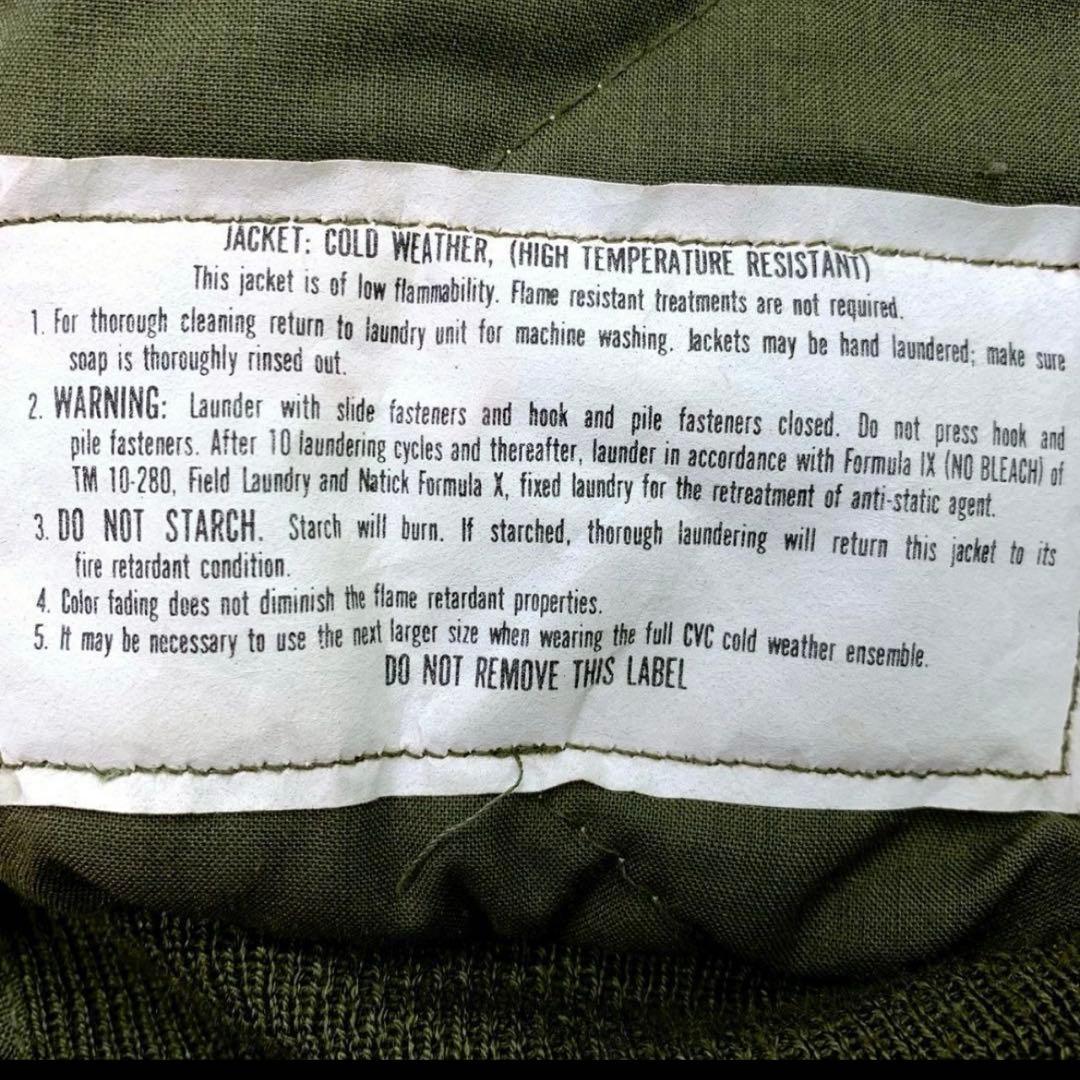 JACKET: COLD WEATHER, (HIGH TEMPERATURE RESISTANT)
This jacket is of low flammability. Flame resistant treatments are not required.
1. For thorough cleaning return to laundry unit for machine washing. Jackets may be hand laundered; make sure
soap is thoroughly rinsed out.
2. WARNING: Launder with slide fasteners and hook and pile fasteners closed. Do not press hook and
pile fasteners. After 10 laundering cycles and thereafter, launder in accordance with Formula IX (NO BLEACH) of
TM 10-280, Field Laundry and Natick Formula X, fixed laundry for the retreatment of anti-static agent.
3. DO NOT STARCH. Starch will burn. If starched, thorough laundering will return this jacket to its
fire retardant condition.
4. Color fading does not diminish the flame retardant properties.
5. It may be necessary to use the next larger size when wearing the full CVC cold weather ensemble.
DO NOT REMOVE THIS LABEL